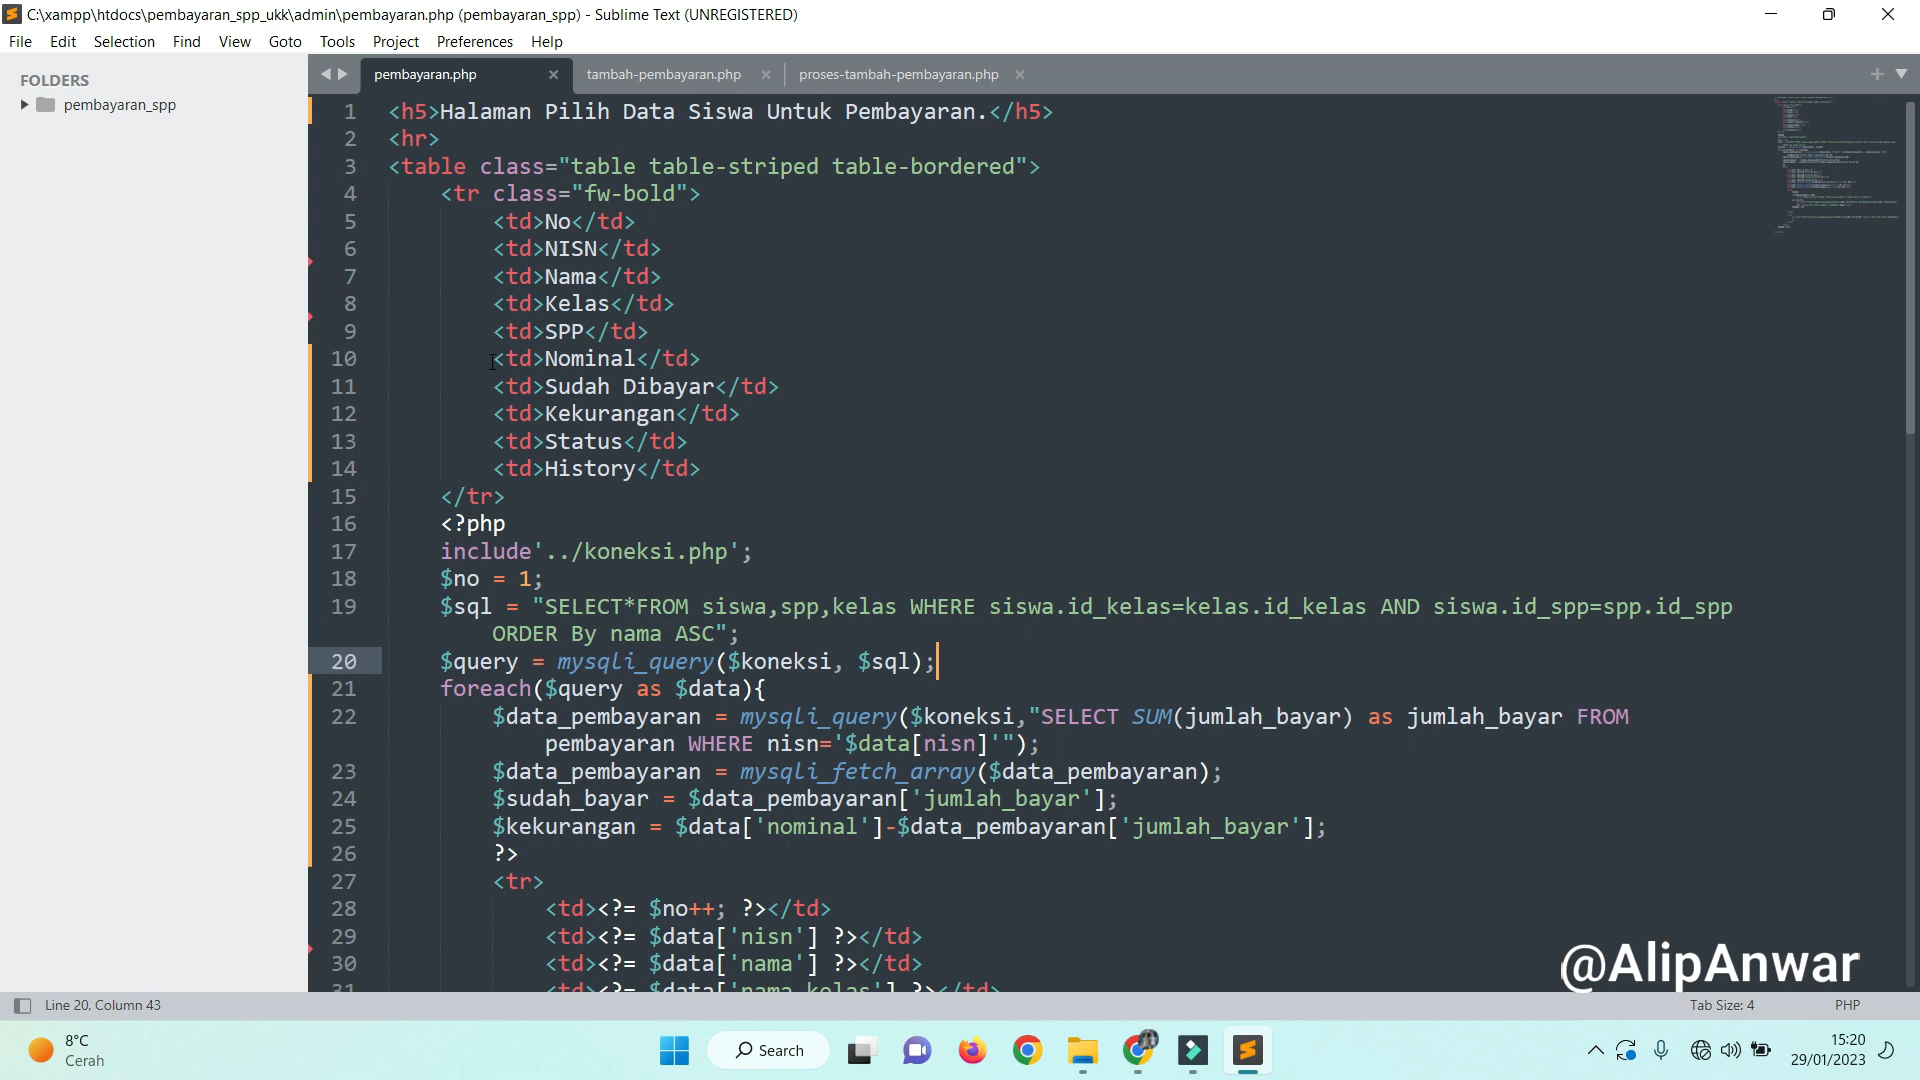 C:\xampp\htdocs\pembayaran_spp_ukk\admin\pembayaran.php (pembayaran_spp) - Sublime Text (UNREGISTERED)
File Edit Selection Find View Goto Tools Project Preferences Help
FOLDERS
pembayaran_spp
pembayaran.php tambah-pembayaran.php proses-tambah-pembayaran.php
1 <h5>Halaman Pilih Data Siswa Untuk Pembayaran.</h5>
2 <hr>
3 <table class="table table-striped table-bordered">
4 <tr class="fw-bold">
5 <td>No</td>
6 <td>NISN</td>
7 <td>Nama</td>
8 <td>Kelas</td>
9 <td>SPP</td>
10 <td>Nominal</td>
11 <td>Sudah Dibayar</td>
12 <td>Kekurangan</td>
13 <td>Status</td>
14 <td>History</td>
15 </tr>
16 <?php
17 include'../koneksi.php';
18 $no = 1;
19 $sql = "SELECT*FROM siswa,spp,kelas WHERE siswa.id_kelas=kelas.id_kelas AND siswa.id_spp=spp.id_spp
ORDER By nama ASC";
20 $query = mysqli_query($koneksi, $sql);
21 foreach($query as $data){
22 $data_pembayaran = mysqli_query($koneksi,"SELECT SUM(jumlah_bayar) as jumlah_bayar FROM
pembayaran WHERE nisn='$data[nisn]'");
23 $data_pembayaran = mysqli_fetch_array($data_pembayaran);
24 $sudah_bayar = $data_pembayaran['jumlah_bayar'];
25 $kekurangan = $data['nominal']-$data_pembayaran['jumlah_bayar'];
26 ?>
27 <tr>
28 <td><?= $no++; ?></td>
29 <td><?= $data['nisn'] ?></td>
30 <td><?= $data['nama'] ?></td>
31 <td><?= $data['nama_kelas'] ?></td>
@AlipAnwar
Line 20, Column 43
Tab Size: 4
PHP
8°C
Cerah
Search
15:20
29/01/2023